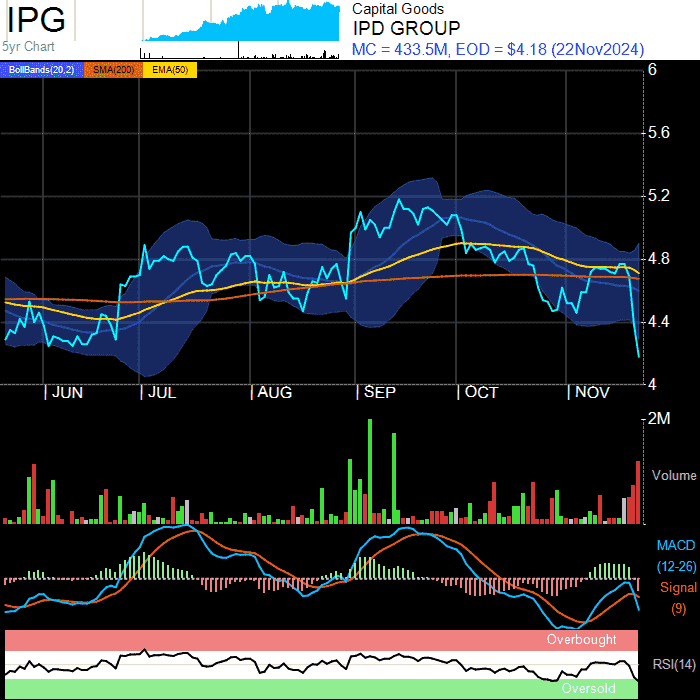 IPG
5yr Chart
Capital Goods
IPD GROUP
MC = 433.5M, EOD = $4.18 (22Nov2024)
BollBands(20,2) SMA(200) EMA(50)
6
5.6
5.2
4.8
4.4
4
JUN JUL AUG SEP OCT NOV
2M
Volume
MACD
(12-26)
Signal
(9)
Overbought
RSI(14)
Oversold